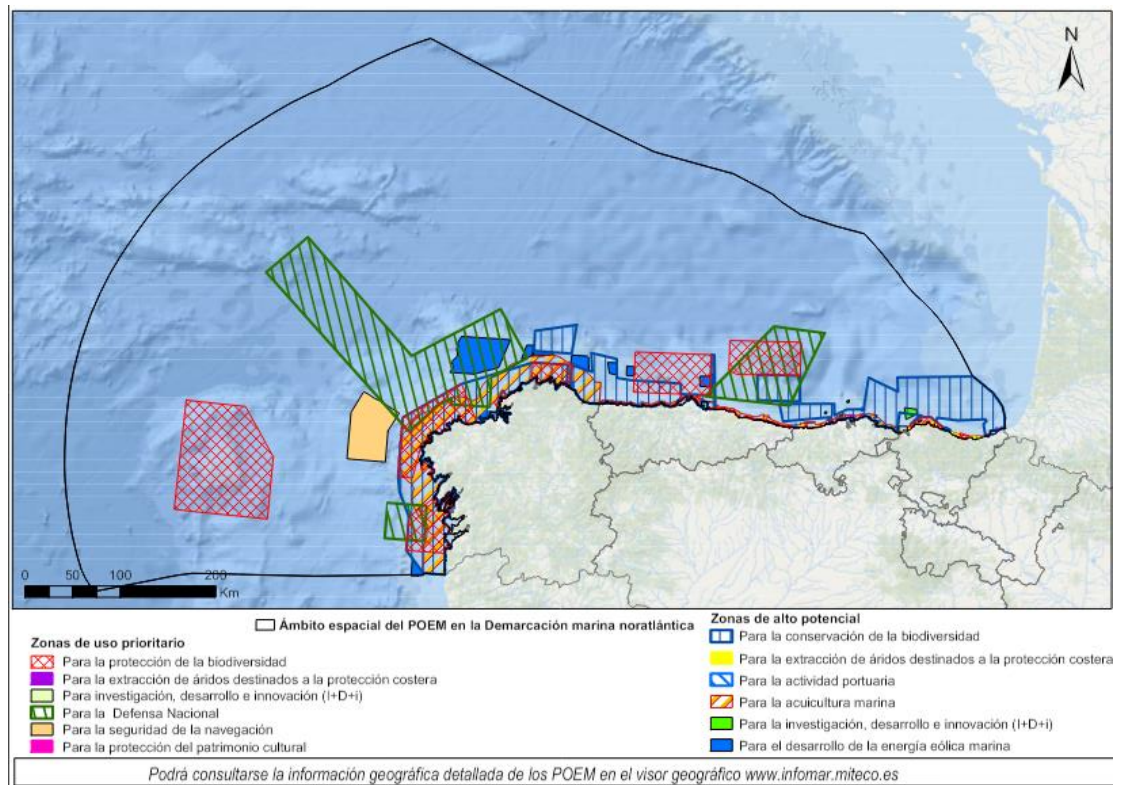 N
0 50 100 200
Km
Ámbito espacial del POEM en la Demarcación marina noratlántica
Zonas de uso prioritario
Para la protección de la biodiversidad
Para la extracción de áridos destinados a la protección costera
Para investigación, desarrollo e innovación (I+D+i)
Para la Defensa Nacional
Para la seguridad de la navegación
Para la protección del patrimonio cultural
Zonas de alto potencial
Para la conservación de la biodiversidad
Para la extracción de áridos destinados a la protección costera
Para la actividad portuaria
Para la acuicultura marina
Para la investigación, desarrollo e innovación (I+D+i)
Para el desarrollo de la energía eólica marina
Podrá consultarse la información geográfica detallada de los POEM en el visor geográfico www.infomar.miteco.es